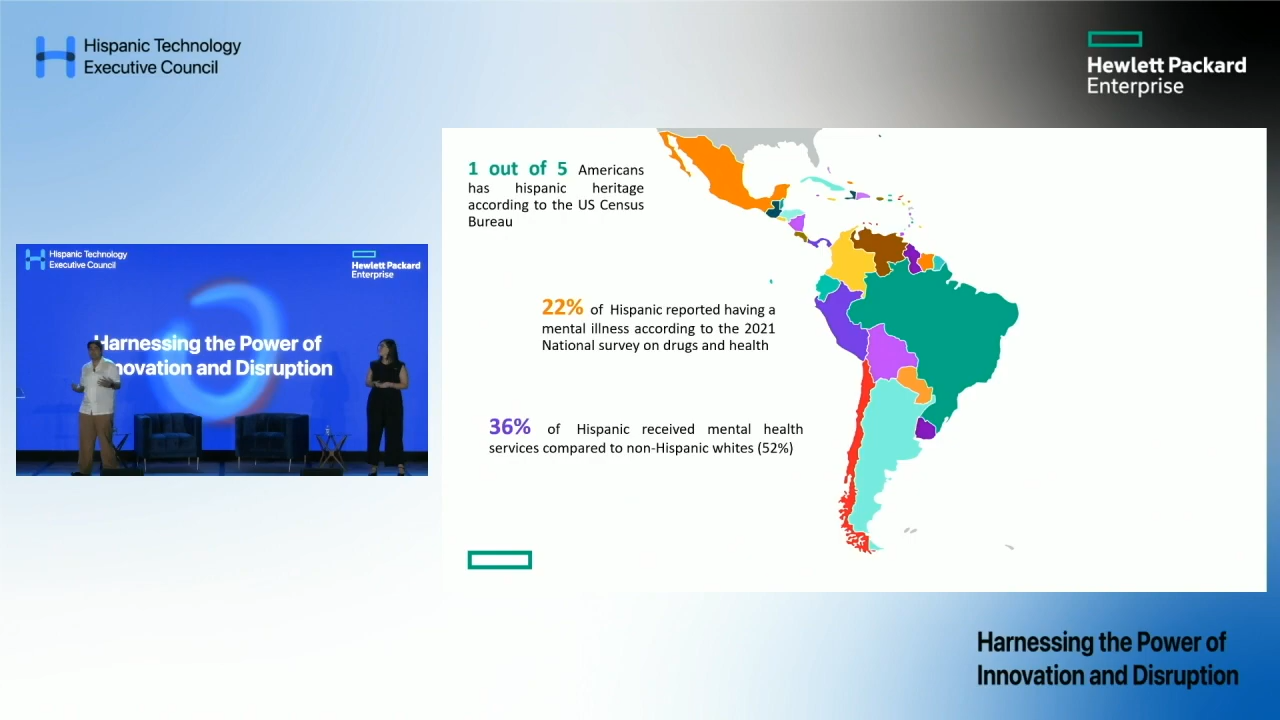 Hispanic Technology
Executive Council
Hewlett Packard
Enterprise
1 out of 5 Americans
has hispanic heritage
according to the US Census
Bureau
22% of Hispanic reported having a
mental illness according to the 2021
National survey on drugs and health
36% of Hispanic received mental health
services compared to non-Hispanic whites (52%)
Hispanic Technology
Executive Council
Hewlett Packard
Enterprise
Harnessing the Power of
nnovation and Disruption
Harnessing the Power of
Innovation and Disruption